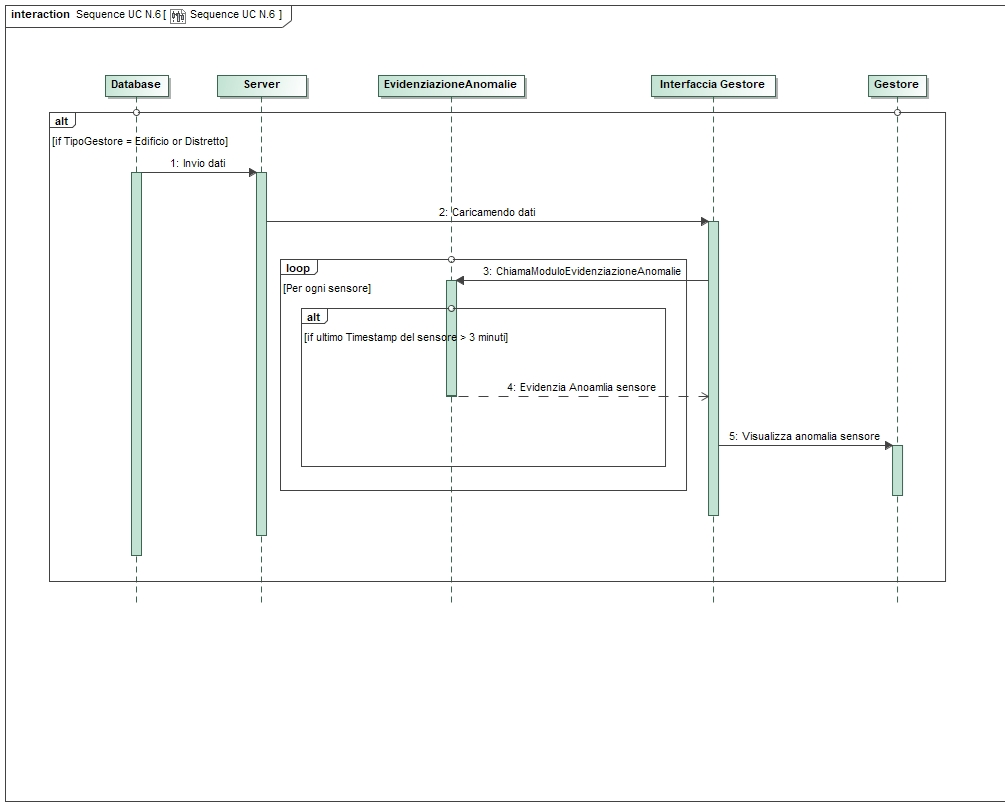 interaction Sequence UC N.6 [ Sequence UC N.6 ]
Database
Server
EvidenziazioneAnomalie
Interfaccia Gestore
Gestore
alt
[if TipoGestore = Edificio or Distretto]
1: Invio dati
2: Caricamendo dati
loop
3: ChiamaModuloEvidenziazioneAnomalie
[Per ogni sensore]
alt
[if ultimo Timestamp del sensore > 3 minuti]
4: Evidenzia Anoamlia sensore
5: Visualizza anomalia sensore